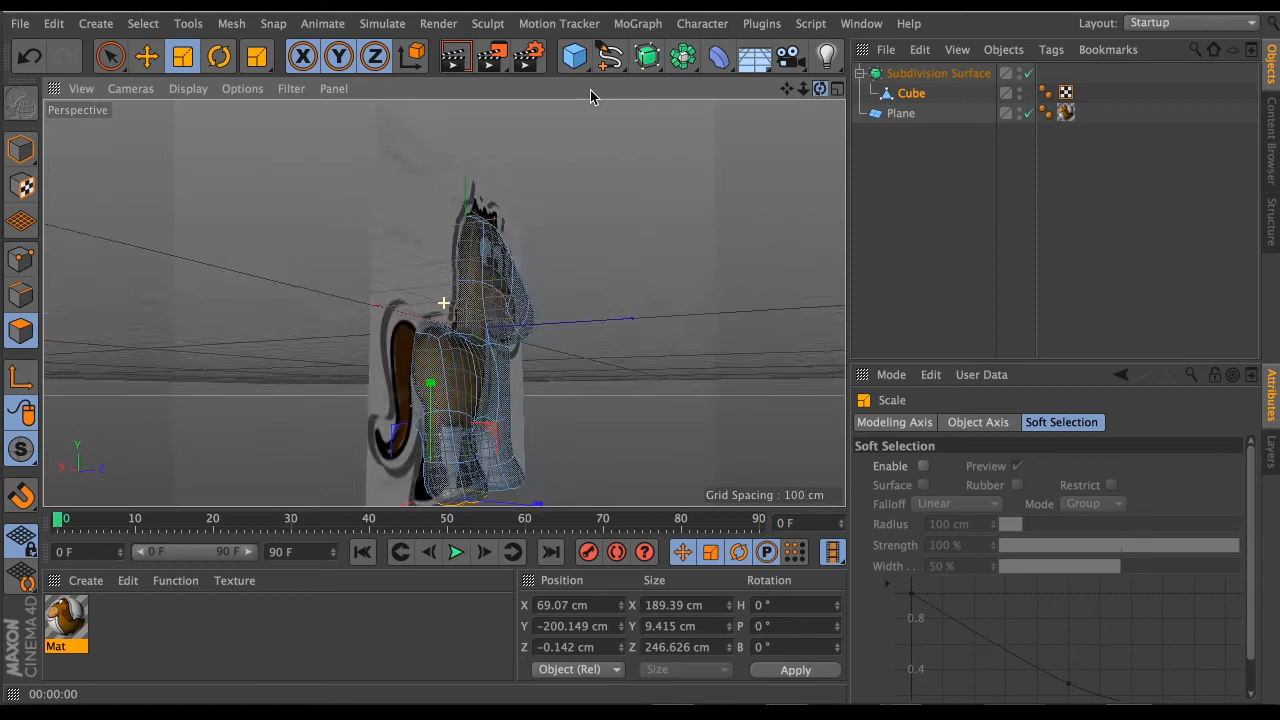 File Edit Create Select Tools Mesh Snap Animate Simulate Render Sculpt Motion Tracker MoGraph Character Plugins Script Window Help Layout: Startup
X Y Z
File Edit View Objects Tags Bookmarks
Subdivision Surface
Cube
Plane
View Cameras Display Options Filter Panel
Perspective
Y
X Z
Grid Spacing : 100 cm
Objects
Content Browser
Structure
Attributes
Layers
Mode Edit User Data
Scale
Modeling Axis Object Axis Soft Selection
Soft Selection
Enable Preview
Surface Rubber Restrict
Falloff Linear Mode Group
Radius 100 cm
Strength 100 %
Width . . 50 %
0.8
0.4
0 10 20 30 40 50 60 70 80 90 0 F
0 F 0 F 90 F 90 F
P
Create Edit Function Texture
Mat
Position Size Rotation
X 69.07 cm X 189.39 cm H 0 °
Y -200.149 cm Y 9.415 cm P 0 °
Z -0.142 cm Z 246.626 cm B 0 °
Object (Rel) Size Apply
MAXON
CINEMA 4D
00:00:00